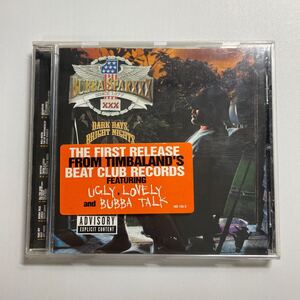 BUBBA SPARXXX
XXX
DARK DAYS,
BRIGHT NIGHTS
THE FIRST RELEASE
FROM TIMBALAND'S
BEAT CLUB RECORDS
FEATURING
UGLY, LOVELY
and BUBBA TALK
PARENTAL
ADVISORY
EXPLICIT CONTENT